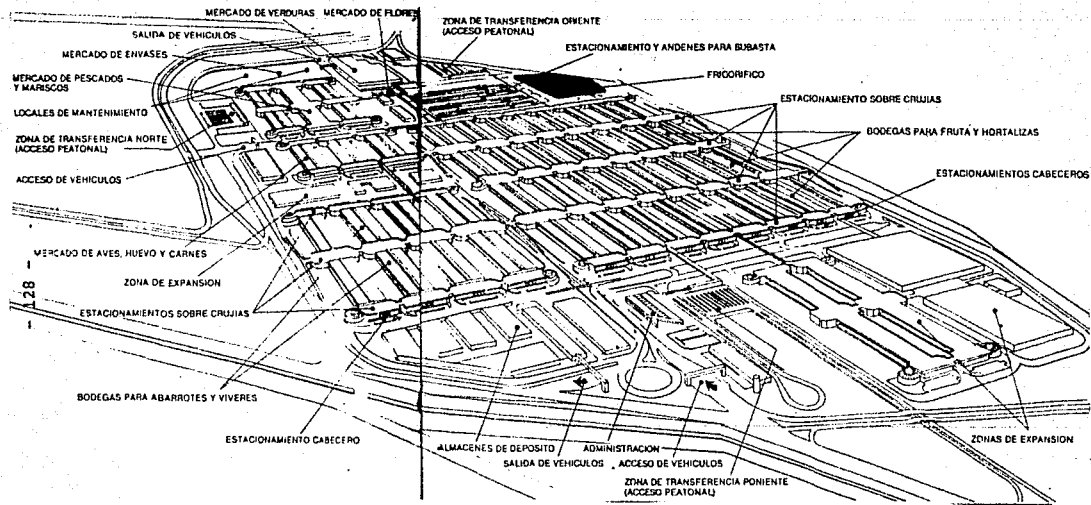 MERCADO DE VERDURAS
MERCADO DE FLORES
ZONA DE TRANSFERENCIA ORIENTE
(ACCESO PEATONAL)
SALIDA DE VEHICULOS
ESTACIONAMIENTO Y ANDENES PARA SUBASTA
MERCADO DE ENVASES
FRIGORIFICO
MERCADO DE PESCADOS
Y MARISCOS
ESTACIONAMIENTO SOBRE CRUJIAS
LOCALES DE MANTENIMIENTO
BODEGAS PARA FRUTA Y HORTALIZAS
ZONA DE TRANSFERENCIA NORTE
(ACCESO PEATONAL)
ESTACIONAMIENTOS CABECEROS
ACCESO DE VEHICULOS
MERCADO DE AVES, HUEVO Y CARNES
ZONA DE EXPANSION
- 128 -
ESTACIONAMIENTOS SOBRE CRUJIAS
BODEGAS PARA ABARROTES Y VIVERES
ESTACIONAMIENTO CABECERO
ALMACENES DE DEPOSITO
ADMINISTRACION
ZONAS DE EXPANSION
SALIDA DE VEHICULOS
ACCESO DE VEHICULOS
ZONA DE TRANSFERENCIA PONIENTE
(ACCESO PEATONAL)